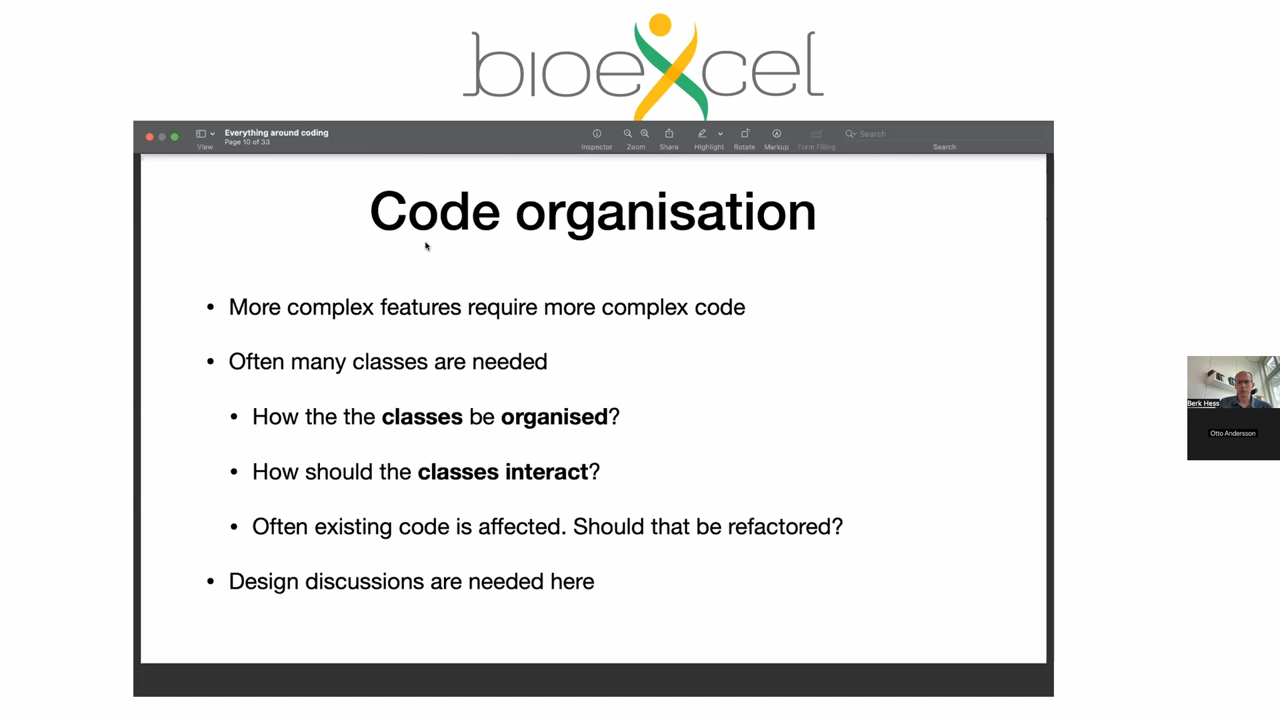 bioexcel
Everything around coding
Page 10 of 33
View
Inspector
Zoom
Share
Highlight
Rotate
Markup
Form Filling
Search
Search
Code organisation
• More complex features require more complex code
• Often many classes are needed
• How the the classes be organised?
• How should the classes interact?
• Often existing code is affected. Should that be refactored?
• Design discussions are needed here
Berk Hess
Otto Andersson